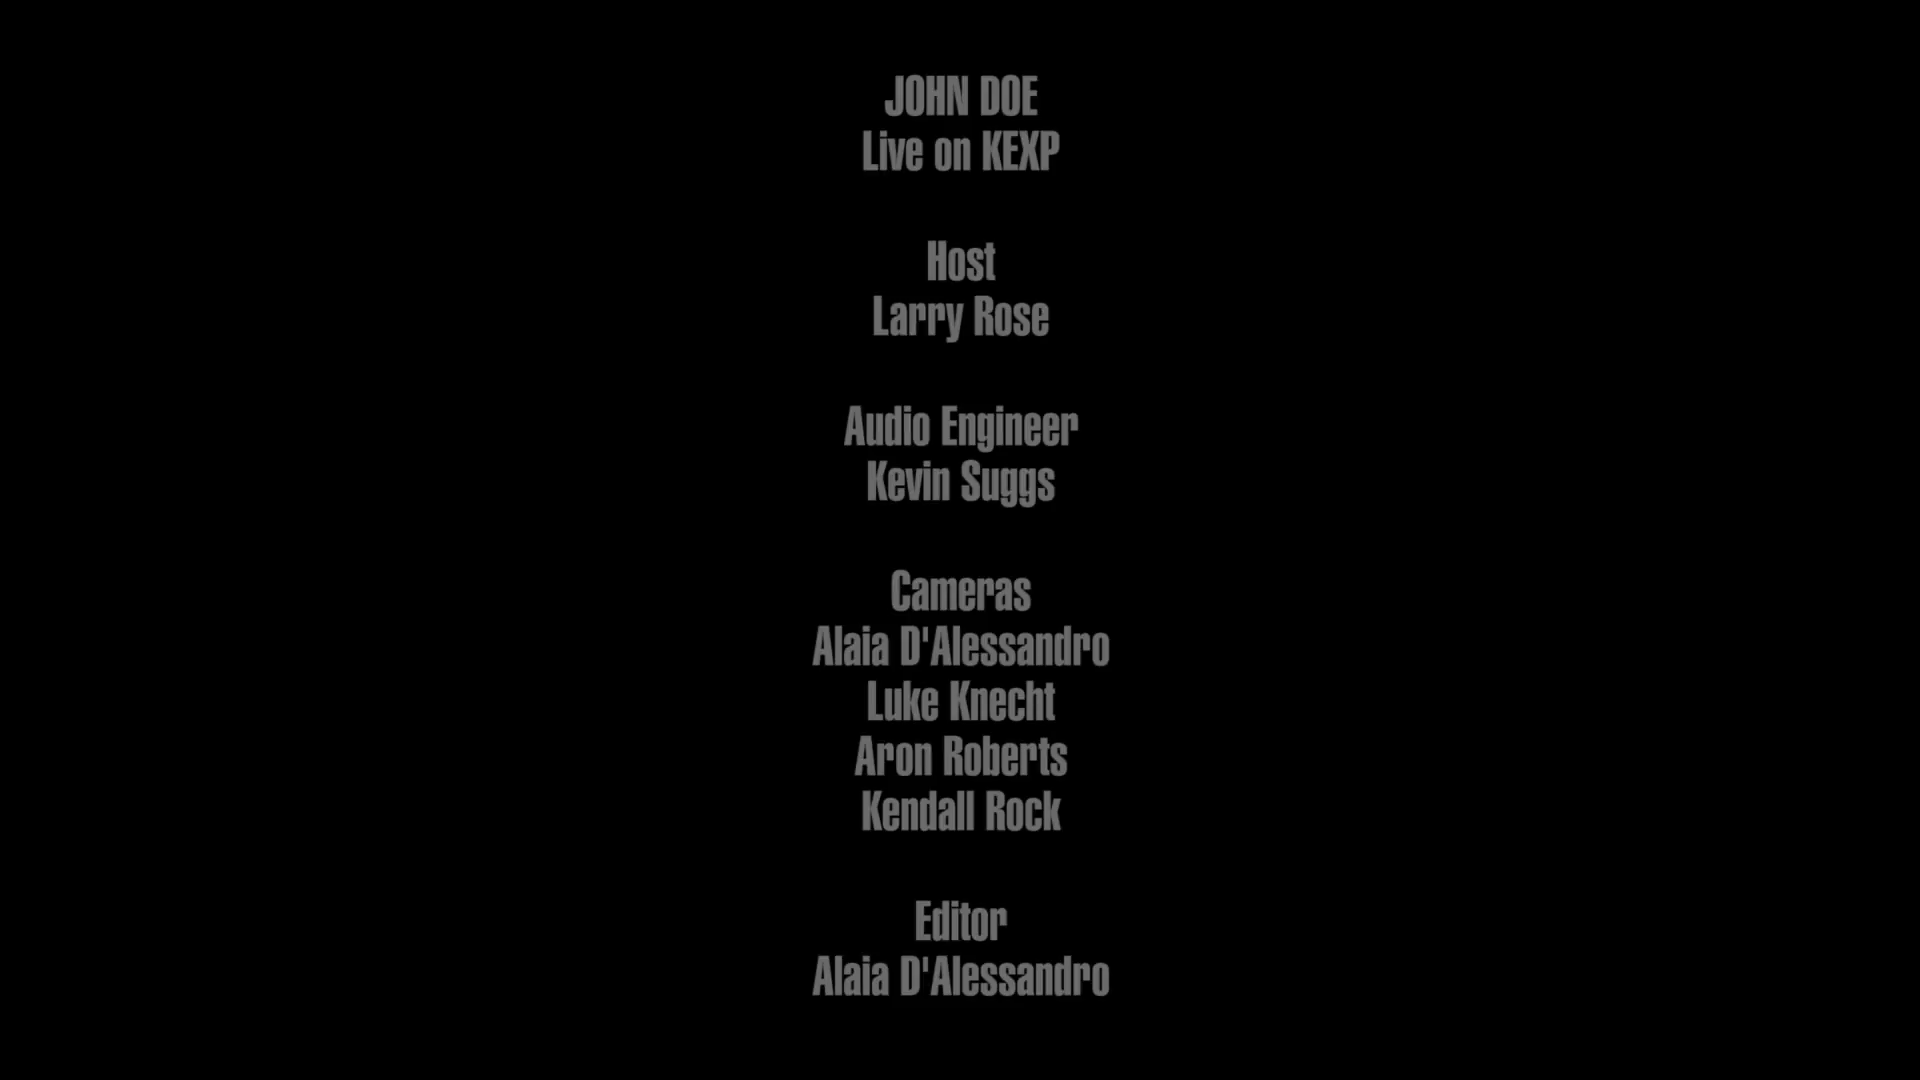 JOHN DOE
Live on KEXP
Host
Larry Rose
Audio Engineer
Kevin Suggs
Cameras
Alaia D'Alessandro
Luke Knecht
Aron Roberts
Kendall Rock
Editor
Alaia D'Alessandro